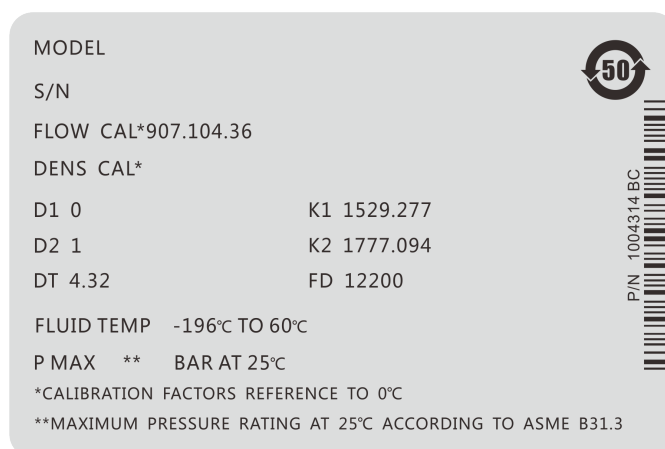 MODEL
50
S/N
FLOW CAL*907.104.36
DENS CAL*
D1 0 K1 1529.277
D2 1 K2 1777.094
DT 4.32 FD 12200
P/N 1004314 BC
FLUID TEMP -196℃ TO 60℃
P MAX ** BAR AT 25℃
*CALIBRATION FACTORS REFERENCE TO 0℃
**MAXIMUM PRESSURE RATING AT 25℃ ACCORDING TO ASME B31.3